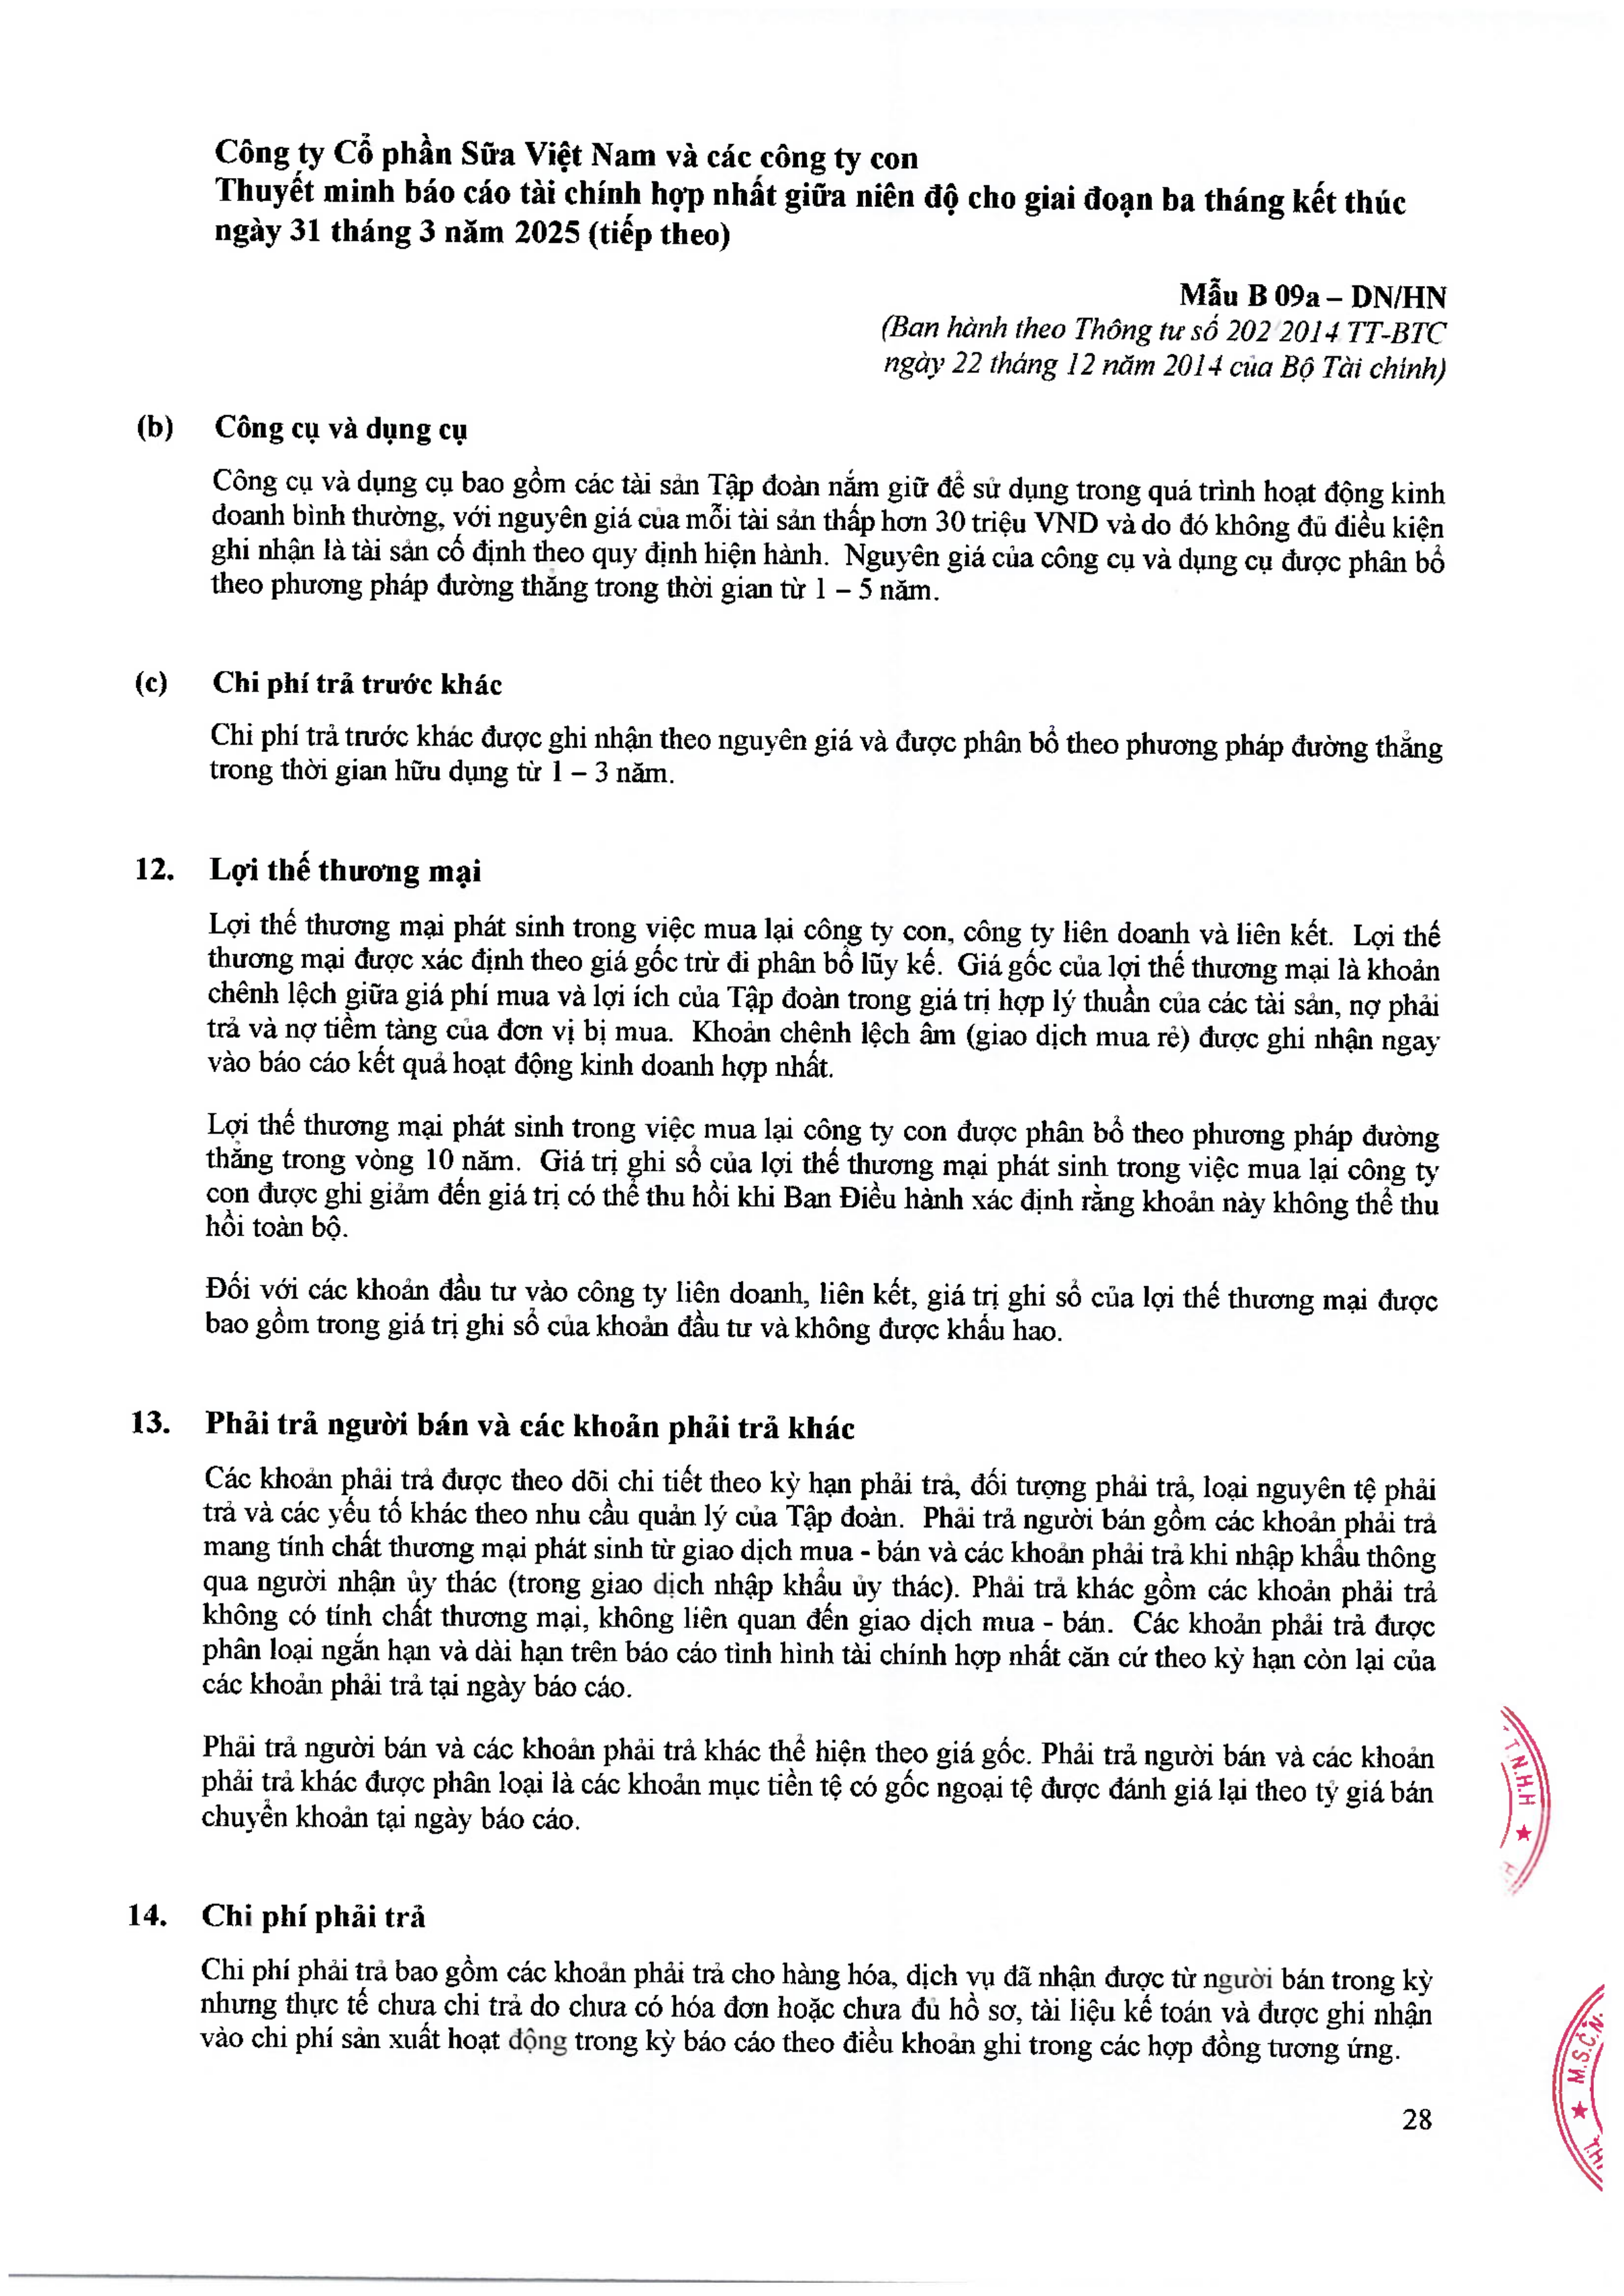 Công ty Cổ phần Sữa Việt Nam và các công ty con
Thuyết minh báo cáo tài chính hợp nhất giữa niên độ cho giai đoạn ba tháng kết thúc
ngày 31 tháng 3 năm 2025 (tiếp theo)
Mẫu B 09a – DN/HN
(Ban hành theo Thông tư số 202 2014 TT-BTC
ngày 22 tháng 12 năm 2014 của Bộ Tài chính)
(b) Công cụ và dụng cụ
Công cụ và dụng cụ bao gồm các tài sản Tập đoàn nắm giữ để sử dụng trong quá trình hoạt động kinh
doanh bình thường, với nguyên giá của mỗi tài sản thấp hơn 30 triệu VND và do đó không đủ điều kiện
ghi nhận là tài sản cố định theo quy định hiện hành. Nguyên giá của công cụ và dụng cụ được phân bổ
theo phương pháp đường thẳng trong thời gian từ 1 – 5 năm.
(c) Chi phí trả trước khác
Chi phí trả trước khác được ghi nhận theo nguyên giá và được phân bổ theo phương pháp đường thẳng
trong thời gian hữu dụng từ 1 – 3 năm.
12. Lợi thế thương mại
Lợi thế thương mại phát sinh trong việc mua lại công ty con, công ty liên doanh và liên kết. Lợi thế
thương mại được xác định theo giá gốc trừ đi phân bổ lũy kế. Giá gốc của lợi thế thương mại là khoản
chênh lệch giữa giá phí mua và lợi ích của Tập đoàn trong giá trị hợp lý thuần của các tài sản, nợ phải
trả và nợ tiềm tàng của đơn vị bị mua. Khoản chệnh lệch âm (giao dịch mua rẻ) được ghi nhận ngay
vào báo cáo kết quả hoạt động kinh doanh hợp nhất.
Lợi thế thương mại phát sinh trong việc mua lại công ty con được phân bổ theo phương pháp đường
thẳng trong vòng 10 năm. Giá trị ghi sổ của lợi thế thương mại phát sinh trong việc mua lại công ty
con được ghi giảm đến giá trị có thể thu hồi khi Ban Điều hành xác định rằng khoản này không thể thu
hồi toàn bộ.
Đối với các khoản đầu tư vào công ty liên doanh, liên kết, giá trị ghi sổ của lợi thế thương mại được
bao gồm trong giá trị ghi sổ của khoản đầu tư và không được khấu hao.
13. Phải trả người bán và các khoản phải trả khác
Các khoản phải trả được theo dõi chi tiết theo kỳ hạn phải trả, đối tượng phải trả, loại nguyên tệ phải
trả và các yếu tố khác theo nhu cầu quản lý của Tập đoàn. Phải trả người bán gồm các khoản phải trả
mang tính chất thương mại phát sinh từ giao dịch mua - bán và các khoản phải trả khi nhập khẩu thông
qua người nhận ủy thác (trong giao dịch nhập khẩu ủy thác). Phải trả khác gồm các khoản phải trả
không có tính chất thương mại, không liên quan đến giao dịch mua - bán. Các khoản phải trả được
phân loại ngắn hạn và dài hạn trên báo cáo tình hình tài chính hợp nhất căn cứ theo kỳ hạn còn lại của
các khoản phải trả tại ngày báo cáo.
Phải trả người bán và các khoản phải trả khác thể hiện theo giá gốc. Phải trả người bán và các khoản
phải trả khác được phân loại là các khoản mục tiền tệ có gốc ngoại tệ được đánh giá lại theo tỷ giá bán
chuyển khoản tại ngày báo cáo.
T.N.H.H
14. Chi phí phải trả
Chi phí phải trả bao gồm các khoản phải trả cho hàng hóa, dịch vụ đã nhận được từ người bán trong kỳ
nhưng thực tế chưa chi trả do chưa có hóa đơn hoặc chưa đủ hồ sơ, tài liệu kế toán và được ghi nhận
vào chi phí sản xuất hoạt động trong kỳ báo cáo theo điều khoản ghi trong các hợp đồng tương ứng.
M.S.C.N
28